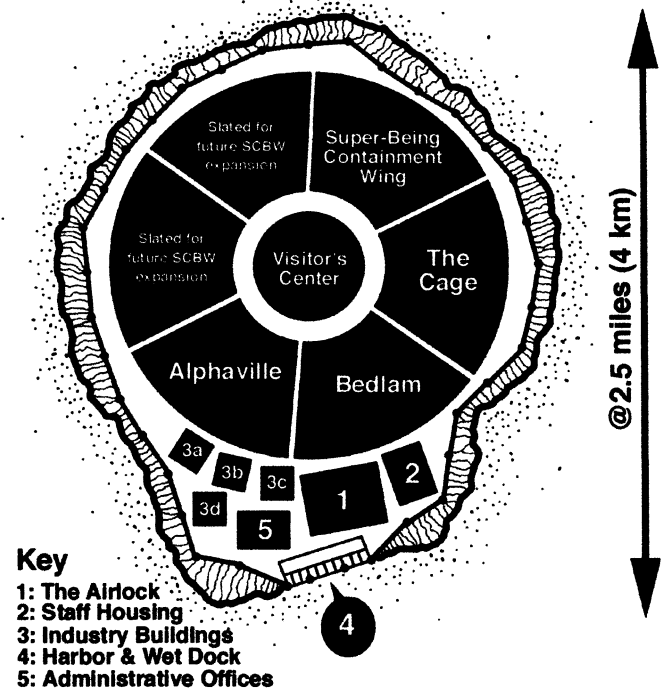 Slated for
future SCBW
expansion
Super-Being
Containment
Wing
Slated for
future SCBW
expansion
Visitor's
Center
The
Cage
Alphaville
Bedlam
3a
3b
3c
3d
5
1
2
4
@2.5 miles (4 km)
Key
1: The Airlock
2: Staff Housing
3: Industry Buildings
4: Harbor & Wet Dock
5: Administrative Offices